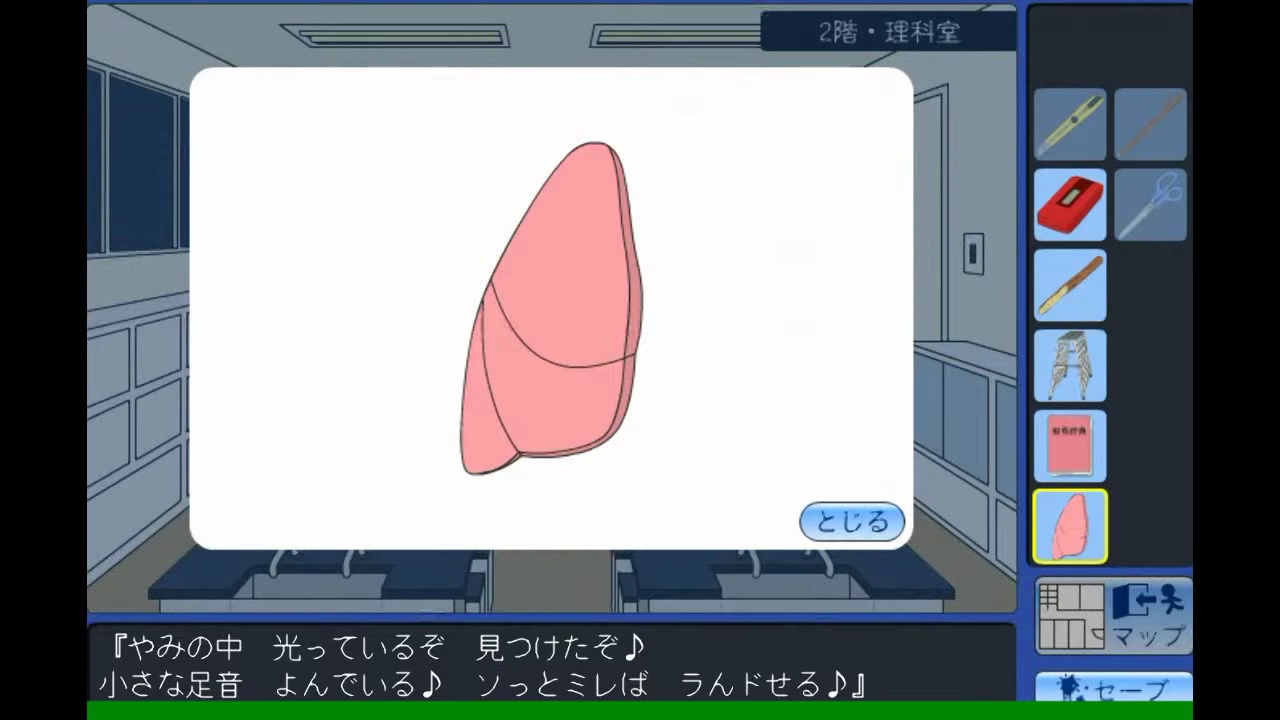 2階・理科室
とじる
マップ
セーブ
『やみの中　光っているぞ　見つけたぞ♪
小さな足音　よんでいる♪　ソっとミレば　ラんドせる♪』